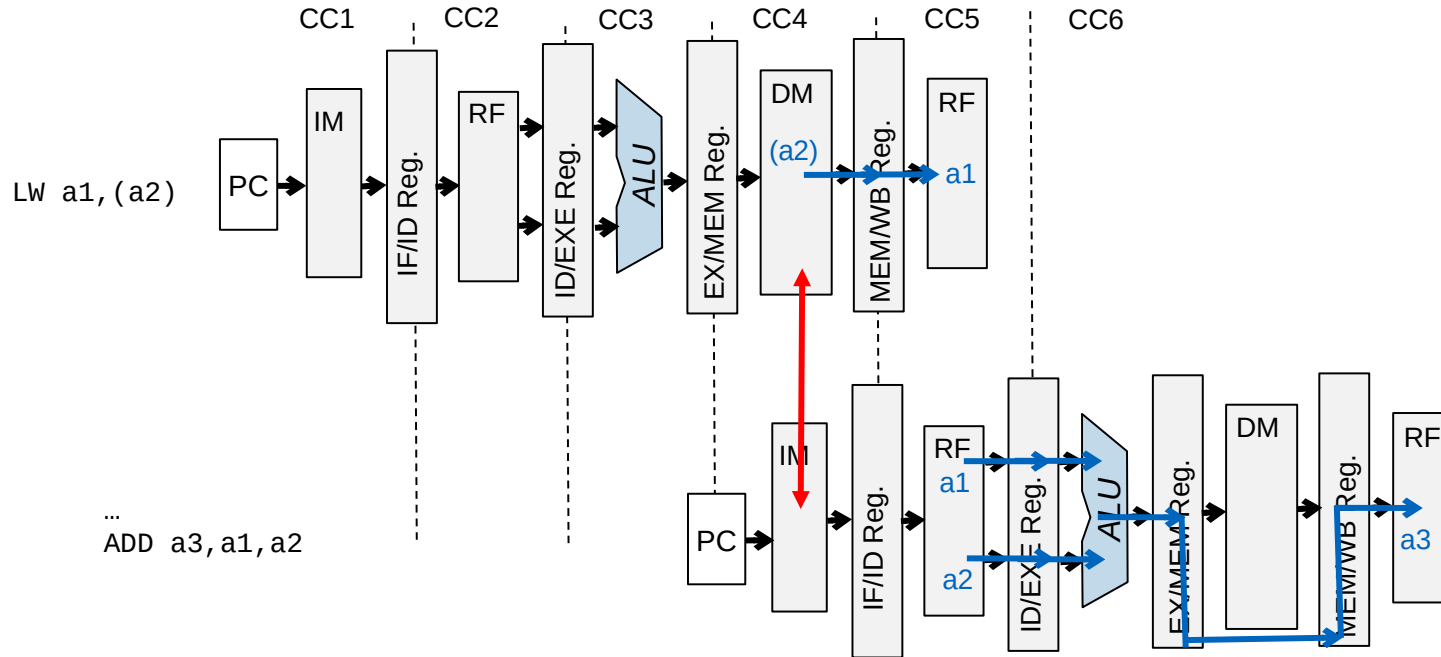 CC1 CC2 CC3 CC4 CC5 CC6
LW a1,(a2)
PC
IM
IF/ID Reg.
RF
ID/EXE Reg.
ALU
EX/MEM Reg.
DM
(a2)
MEM/WB Reg.
RF
a1
…
ADD a3,a1,a2
PC
IM
IF/ID Reg.
RF
a1
a2
ID/EXE Reg.
ALU
EX/MEM Reg.
DM
MEM/WB Reg.
RF
a3